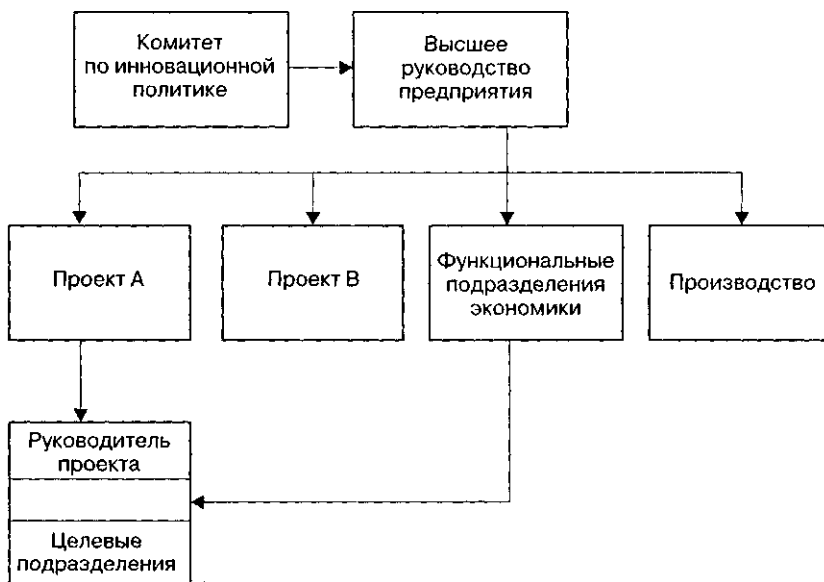 Комитет
по инновационной
политике
Высшее
руководство
предприятия
Проект А
Проект В
Функциональные
подразделения
экономики
Производство
Руководитель
проекта
Целевые
подразделения